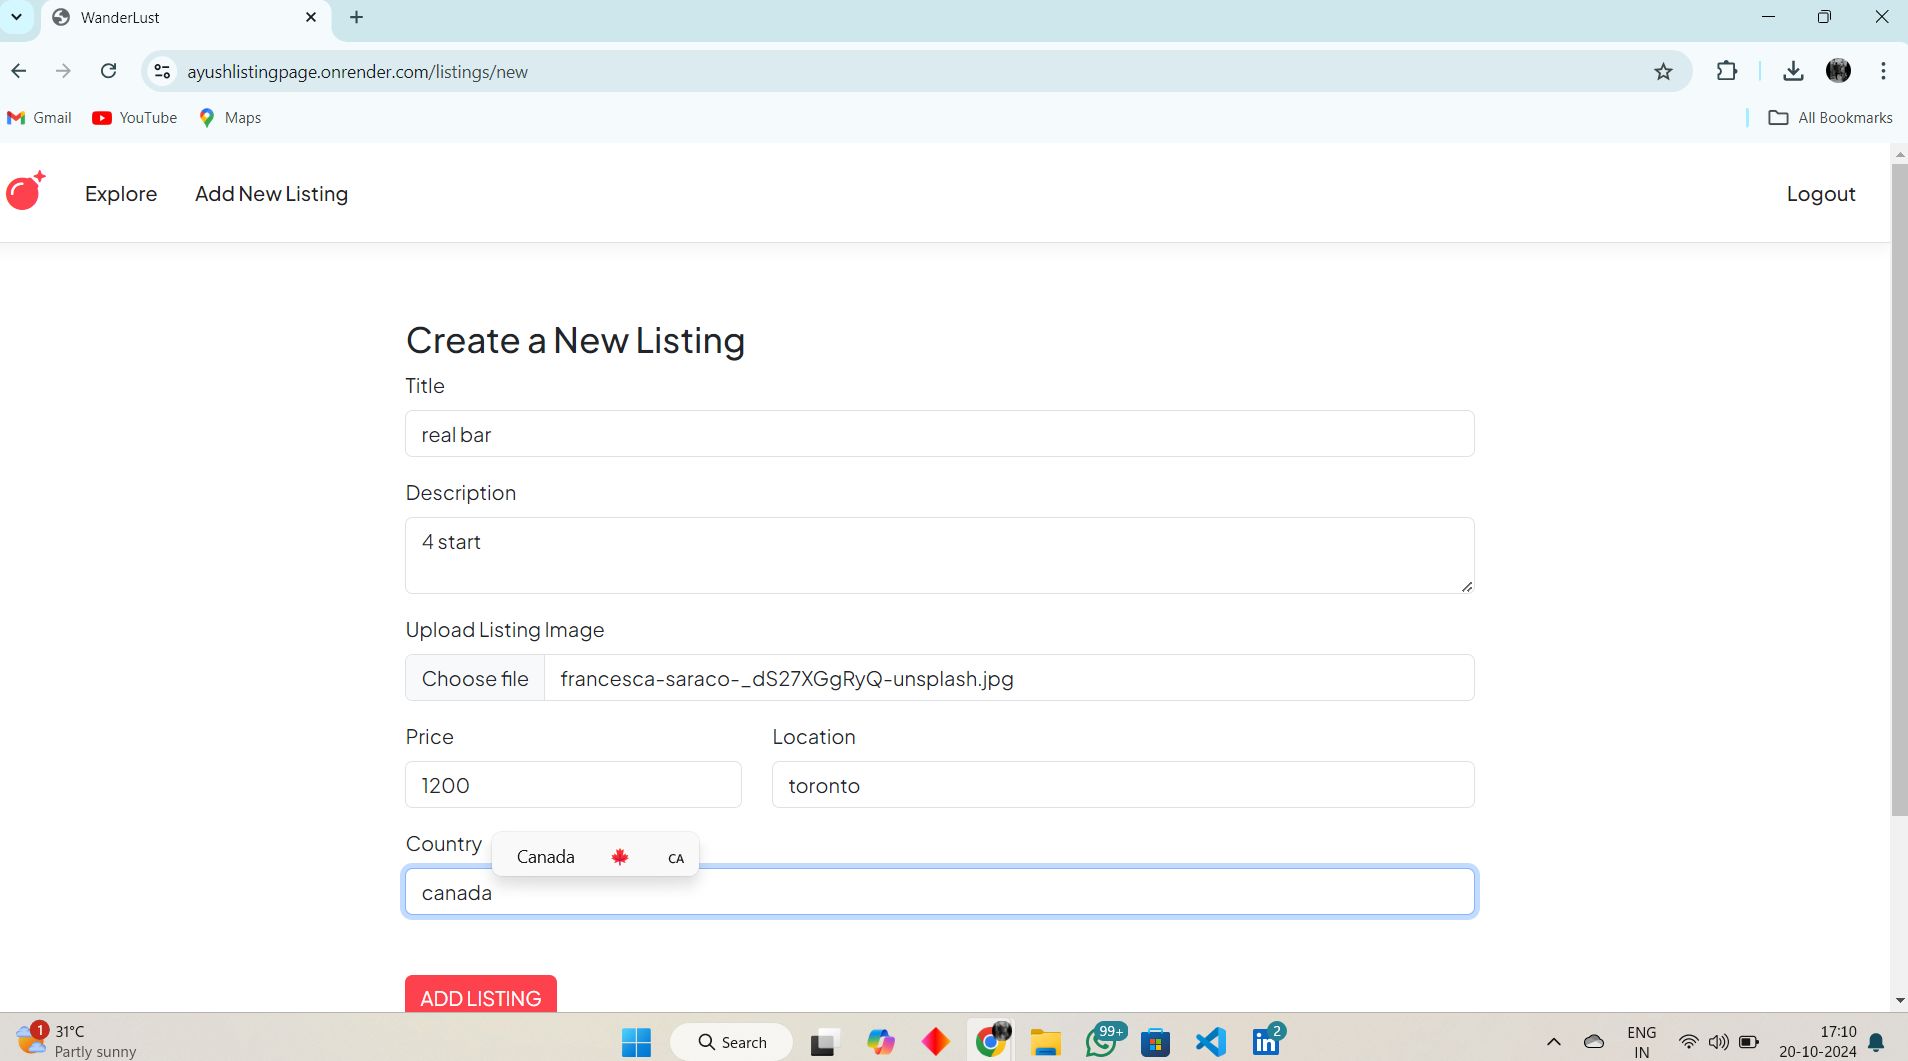 WanderLust
ayushlistingpage.onrender.com/listings/new
Gmail YouTube Maps All Bookmarks
Explore Add New Listing Logout
Create a New Listing
Title
real bar
Description
4 start
Upload Listing Image
Choose file francesca-saraco-_dS27XGgRyQ-unsplash.jpg
Price Location
1200 toronto
Country
Canada CA
canada
ADD LISTING
1 31°C
Partly sunny
Search
99+
2
ENG
IN
17:10
20-10-2024